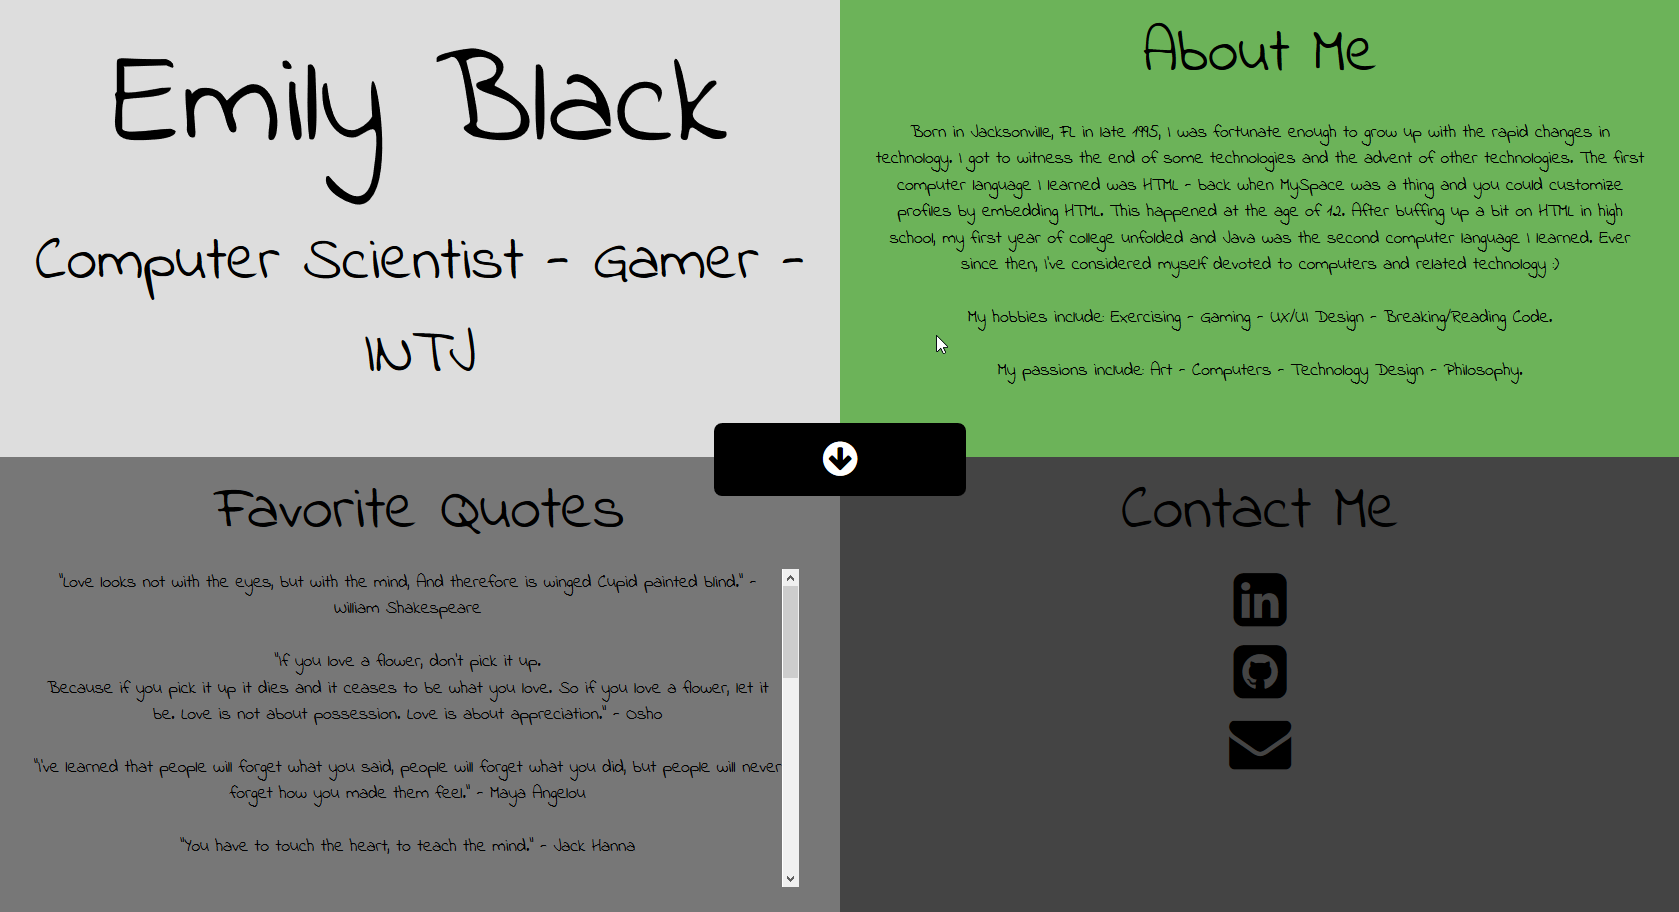 Emily Black
Computer Scientist - Gamer -
INTJ
About Me
Born in Jacksonville, FL in late 1995, I was fortunate enough to grow up with the rapid changes in
technology. I got to witness the end of some technologies and the advent of other technologies. The first
computer language I learned was HTML - back when MySpace was a thing and you could customize
profiles by embedding HTML. This happened at the age of 12. After buffing up a bit on HTML in high
school, my first year of college unfolded and Java was the second computer language I learned. Ever
since then, I've considered myself devoted to computers and related technology :)
My hobbies include: Exercising - Gaming - UX/UI Design - Breaking/Reading Code.
My passions include: Art - Computers - Technology Design - Philosophy.
Favorite Quotes
"Love looks not with the eyes, but with the mind, And therefore is winged Cupid painted blind." -
William Shakespeare
"If you love a flower, don't pick it up.
Because if you pick it up it dies and it ceases to be what you love. So if you love a flower, let it
be. Love is not about possession. Love is about appreciation." - Osho
"I've learned that people will forget what you said, people will forget what you did, but people will never
forget how you made them feel." - Maya Angelou
"You have to touch the heart, to teach the mind." - Jack Hanna
Contact Me
in